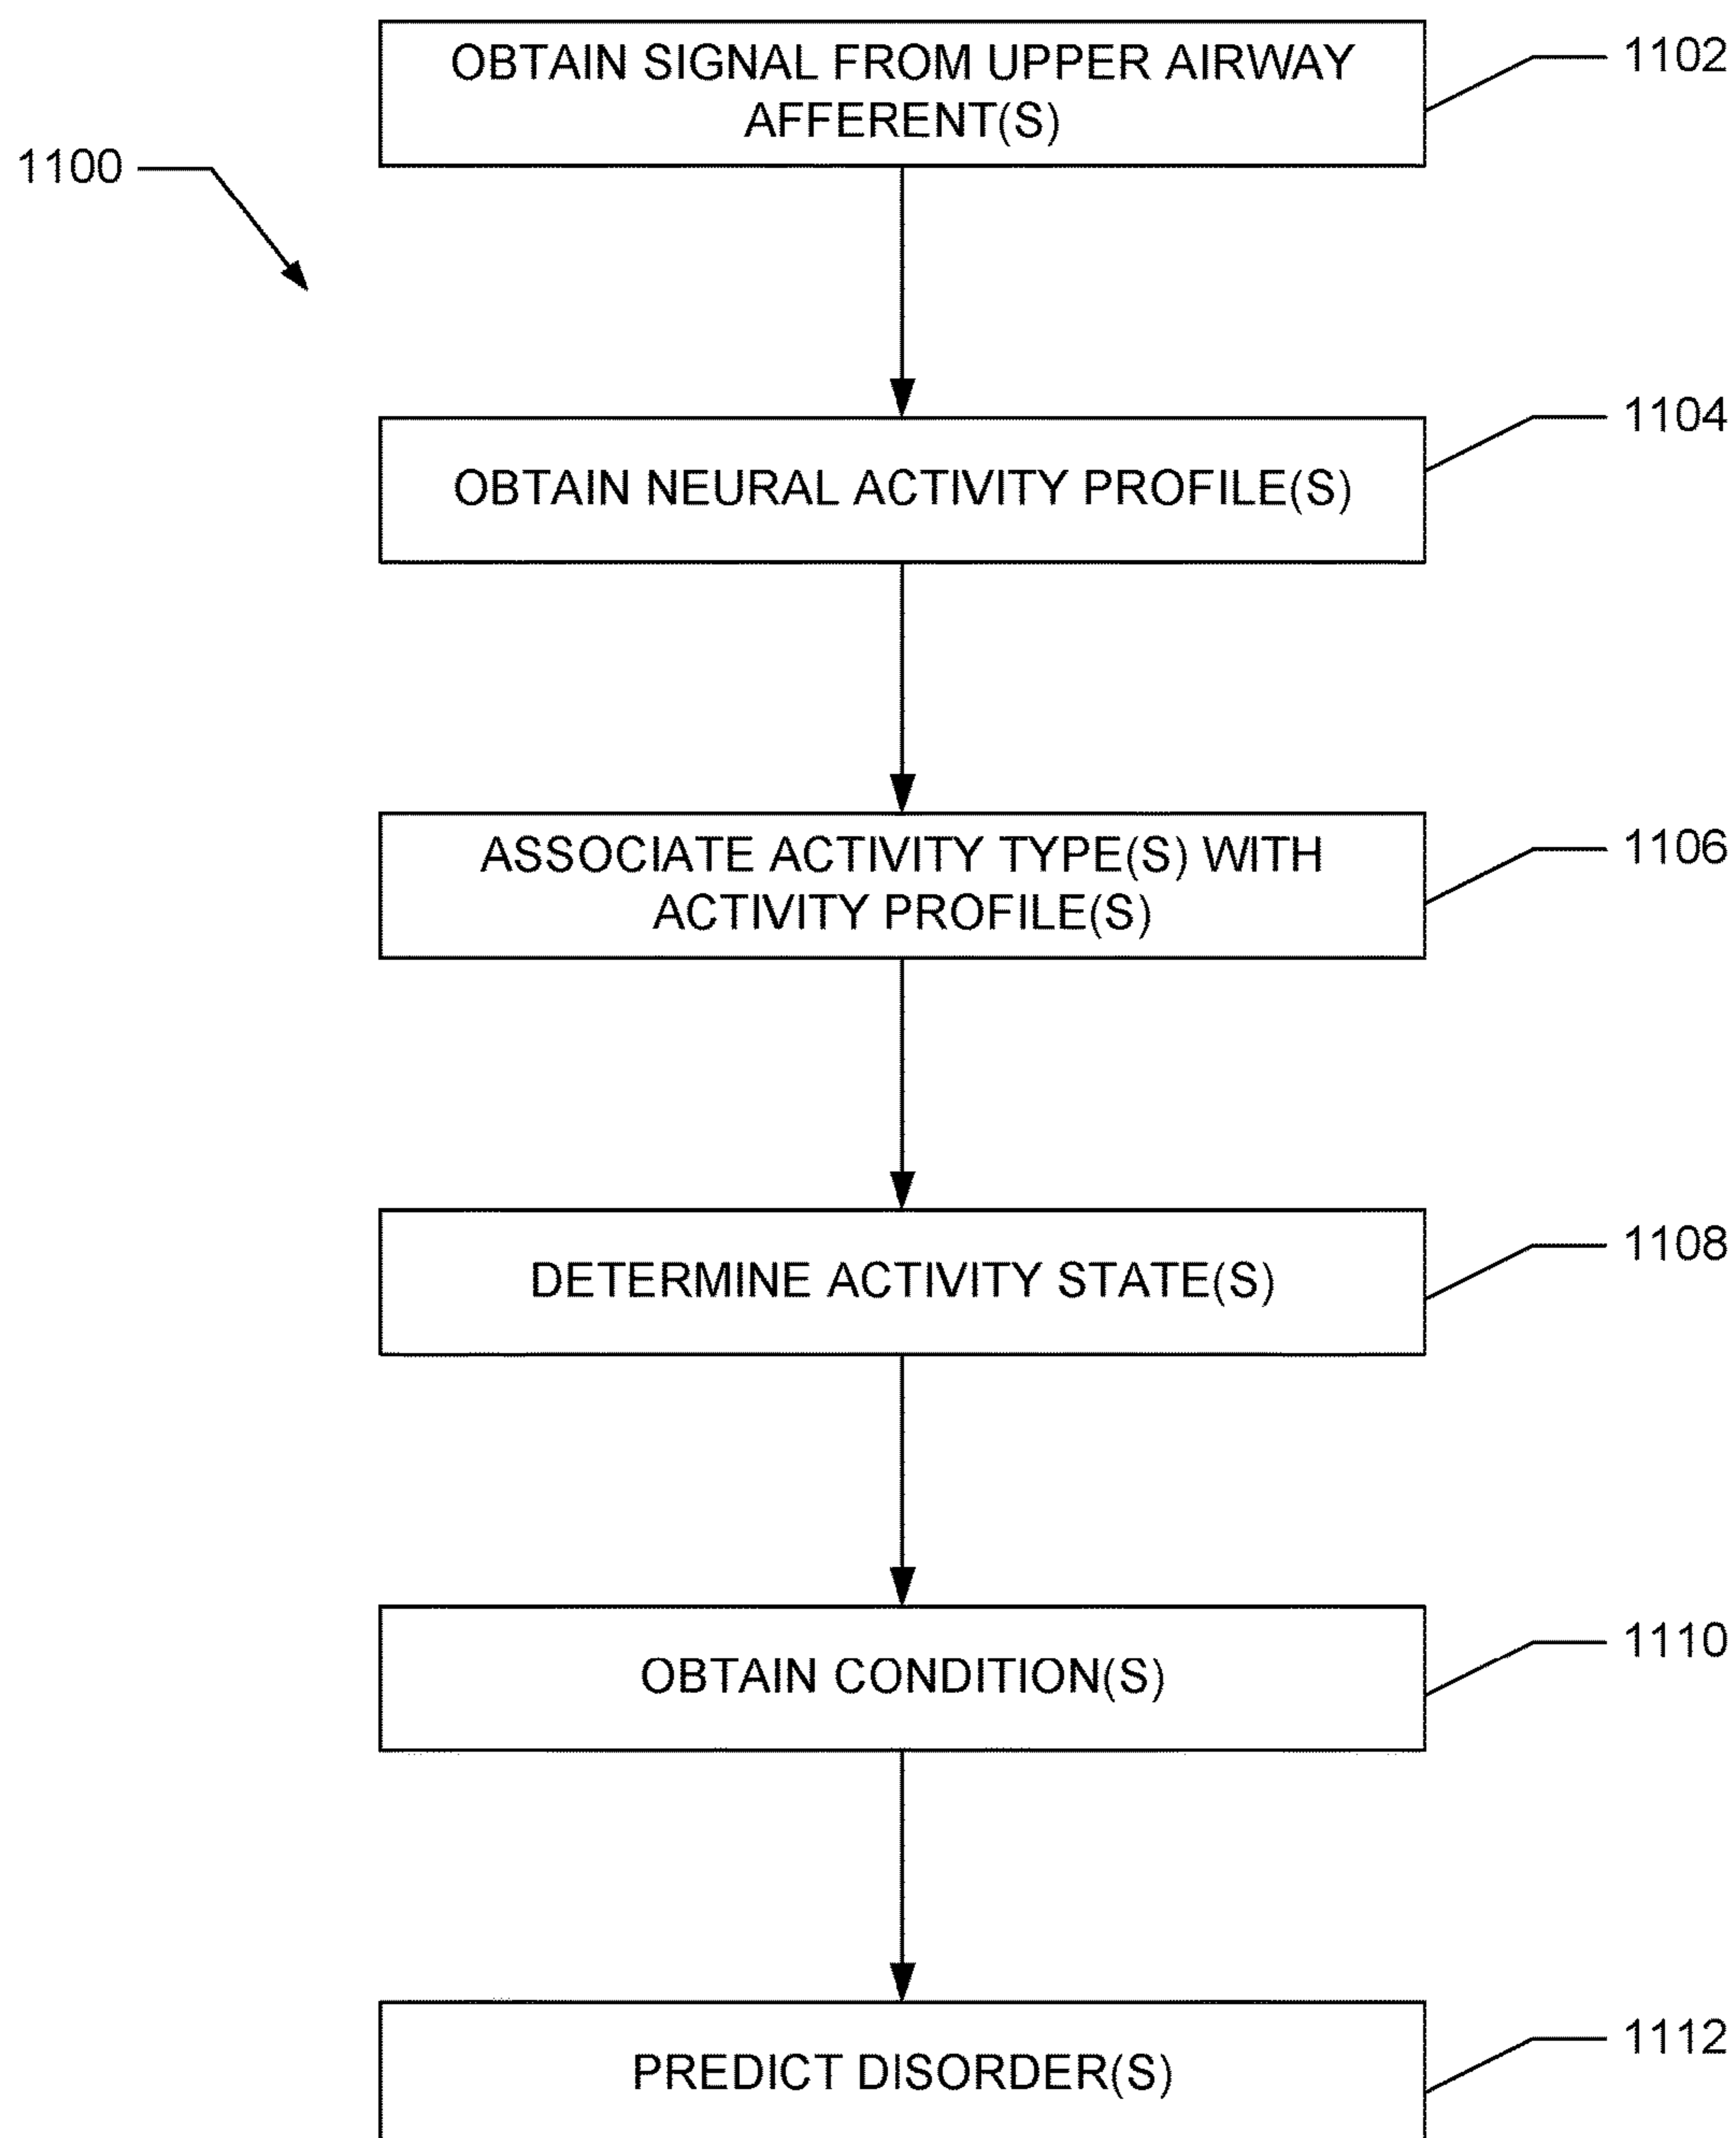 OBTAIN SIGNAL FROM UPPER AIRWAY
AFFERENT(S)
1102
1100
OBTAIN NEURAL ACTIVITY PROFILE(S)
1104
ASSOCIATE ACTIVITY TYPE(S) WITH
ACTIVITY PROFILE(S)
1106
DETERMINE ACTIVITY STATE(S)
1108
OBTAIN CONDITION(S)
1110
PREDICT DISORDER(S)
1112